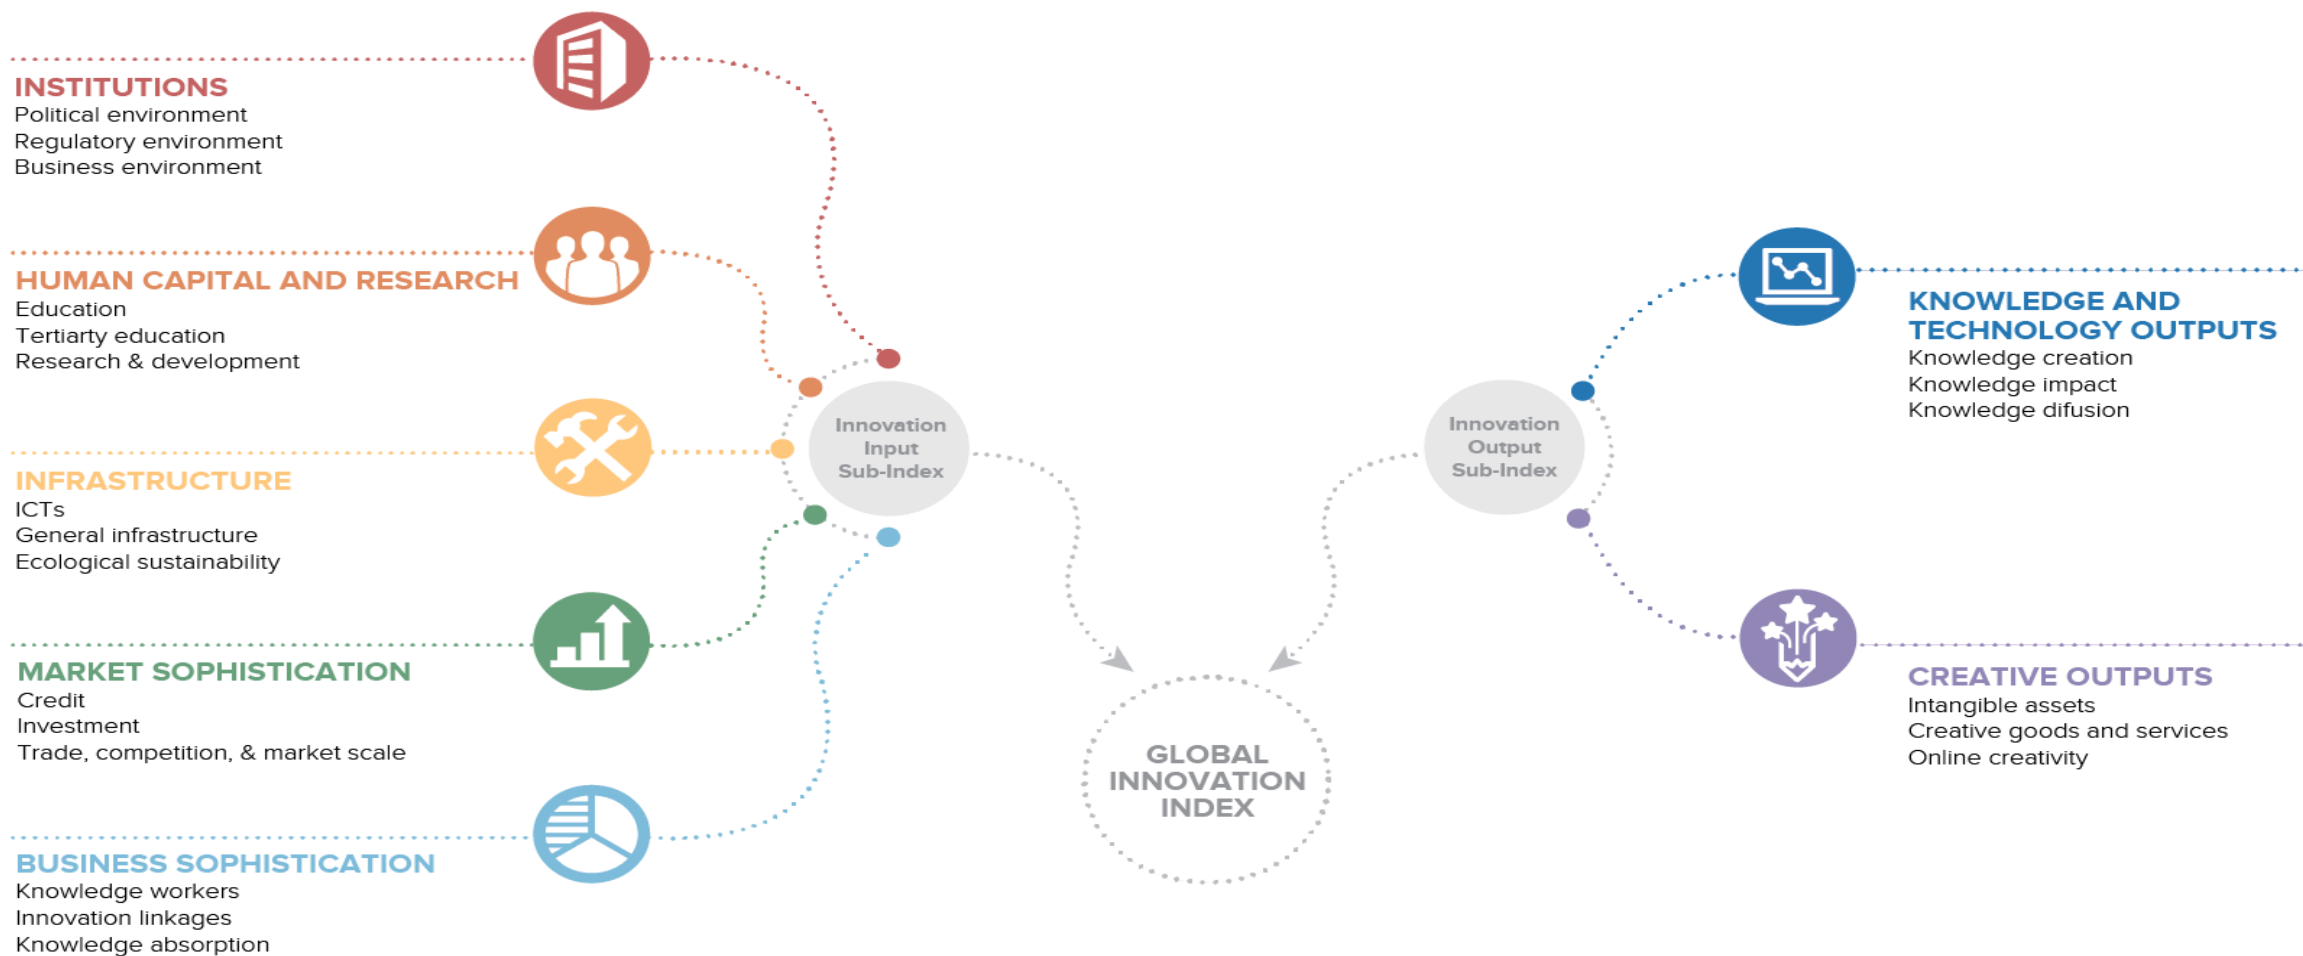 INSTITUTIONS
Political environment
Regulatory environment
Business environment
HUMAN CAPITAL AND RESEARCH
Education
Tertiarty education
Research & development
INFRASTRUCTURE
ICTs
General infrastructure
Ecological sustainability
MARKET SOPHISTICATION
Credit
Investment
Trade, competition, & market scale
BUSINESS SOPHISTICATION
Knowledge workers
Innovation linkages
Knowledge absorption
Innovation
Input
Sub-Index
GLOBAL
INNOVATION
INDEX
Innovation
Output
Sub-Index
KNOWLEDGE AND
TECHNOLOGY OUTPUTS
Knowledge creation
Knowledge impact
Knowledge difusion
CREATIVE OUTPUTS
Intangible assets
Creative goods and services
Online creativity